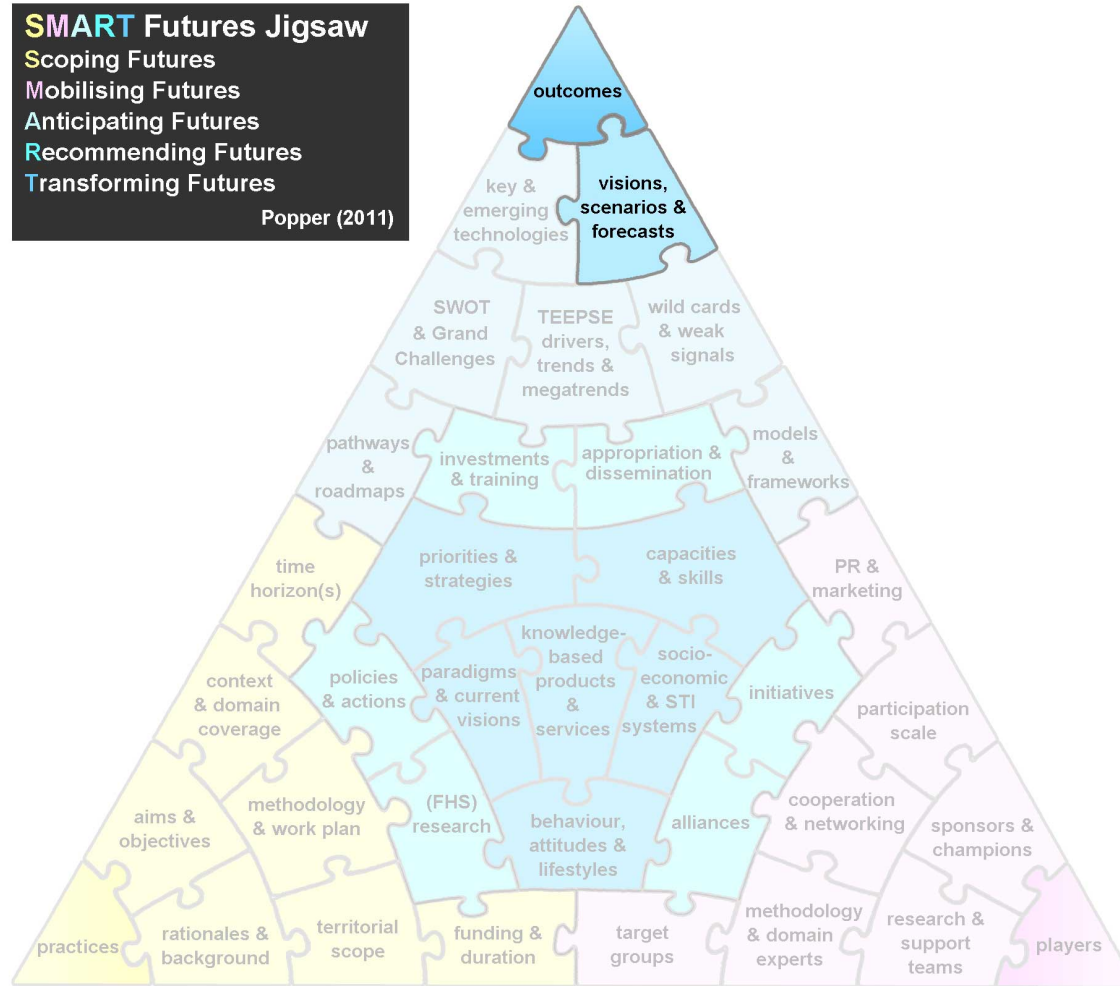 SMART Futures Jigsaw
Scoping Futures
Mobilising Futures
Anticipating Futures
Recommending Futures
Transforming Futures
Popper (2011)
outcomes
key &
emerging
technologies
visions,
scenarios &
forecasts
SWOT
& Grand
Challenges
TEEPSE
drivers,
trends &
megatrends
wild cards
& weak
signals
pathways
&
roadmaps
investments
& training
appropriation &
dissemination
models
&
frameworks
time
horizon(s)
priorities &
strategies
capacities
& skills
PR &
marketing
context
& domain
coverage
policies
& actions
paradigms
& current
visions
knowledge-
based
products
&
services
socio-
economic
& STI
systems
initiatives
participation
scale
aims &
objectives
methodology
& work plan
(FHS)
research
behaviour,
attitudes &
lifestyles
alliances
cooperation
& networking
sponsors &
champions
practices
rationales &
background
territorial
scope
funding &
duration
target
groups
methodology
& domain
experts
research &
support
teams
players